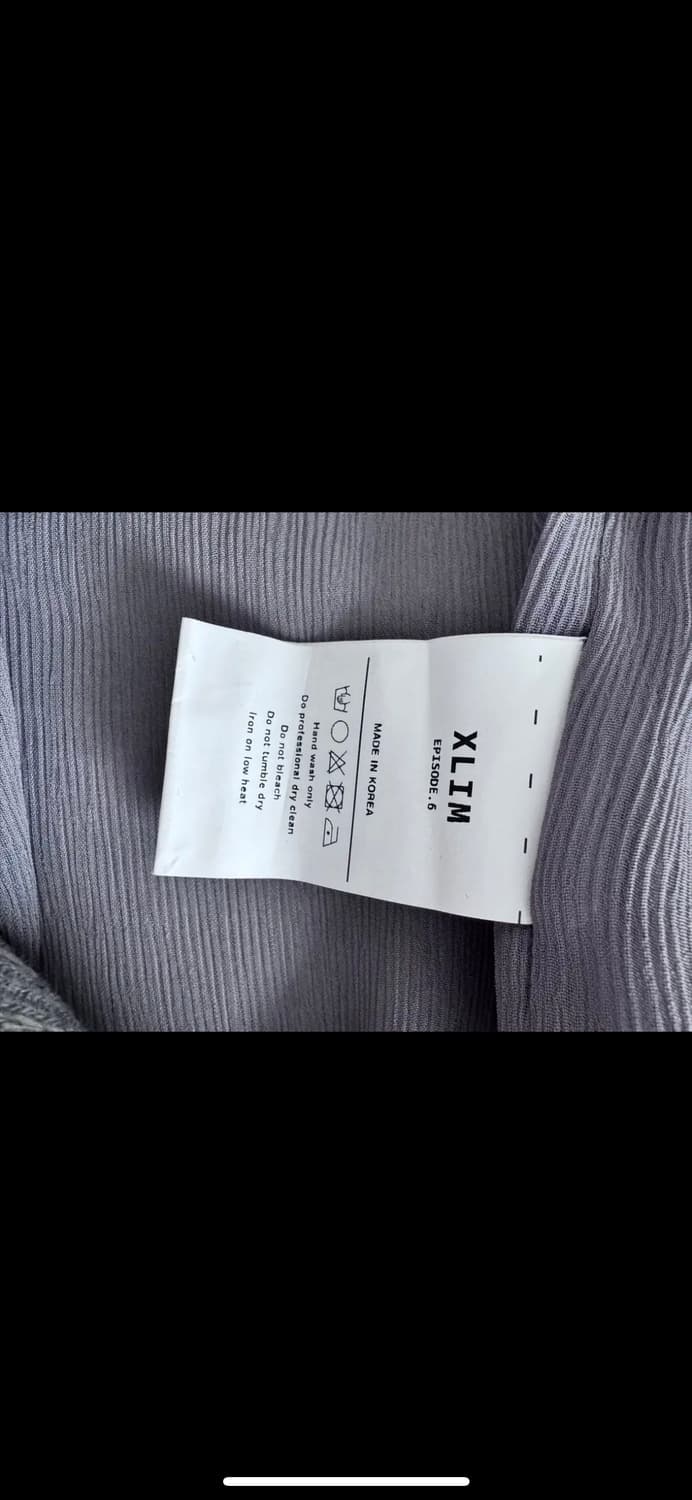 XLIM
EPISODE.6
MADE IN KOREA
Hand wash only
Do professional dry clean
Do not bleach
Do not tumble dry
Iron on low heat